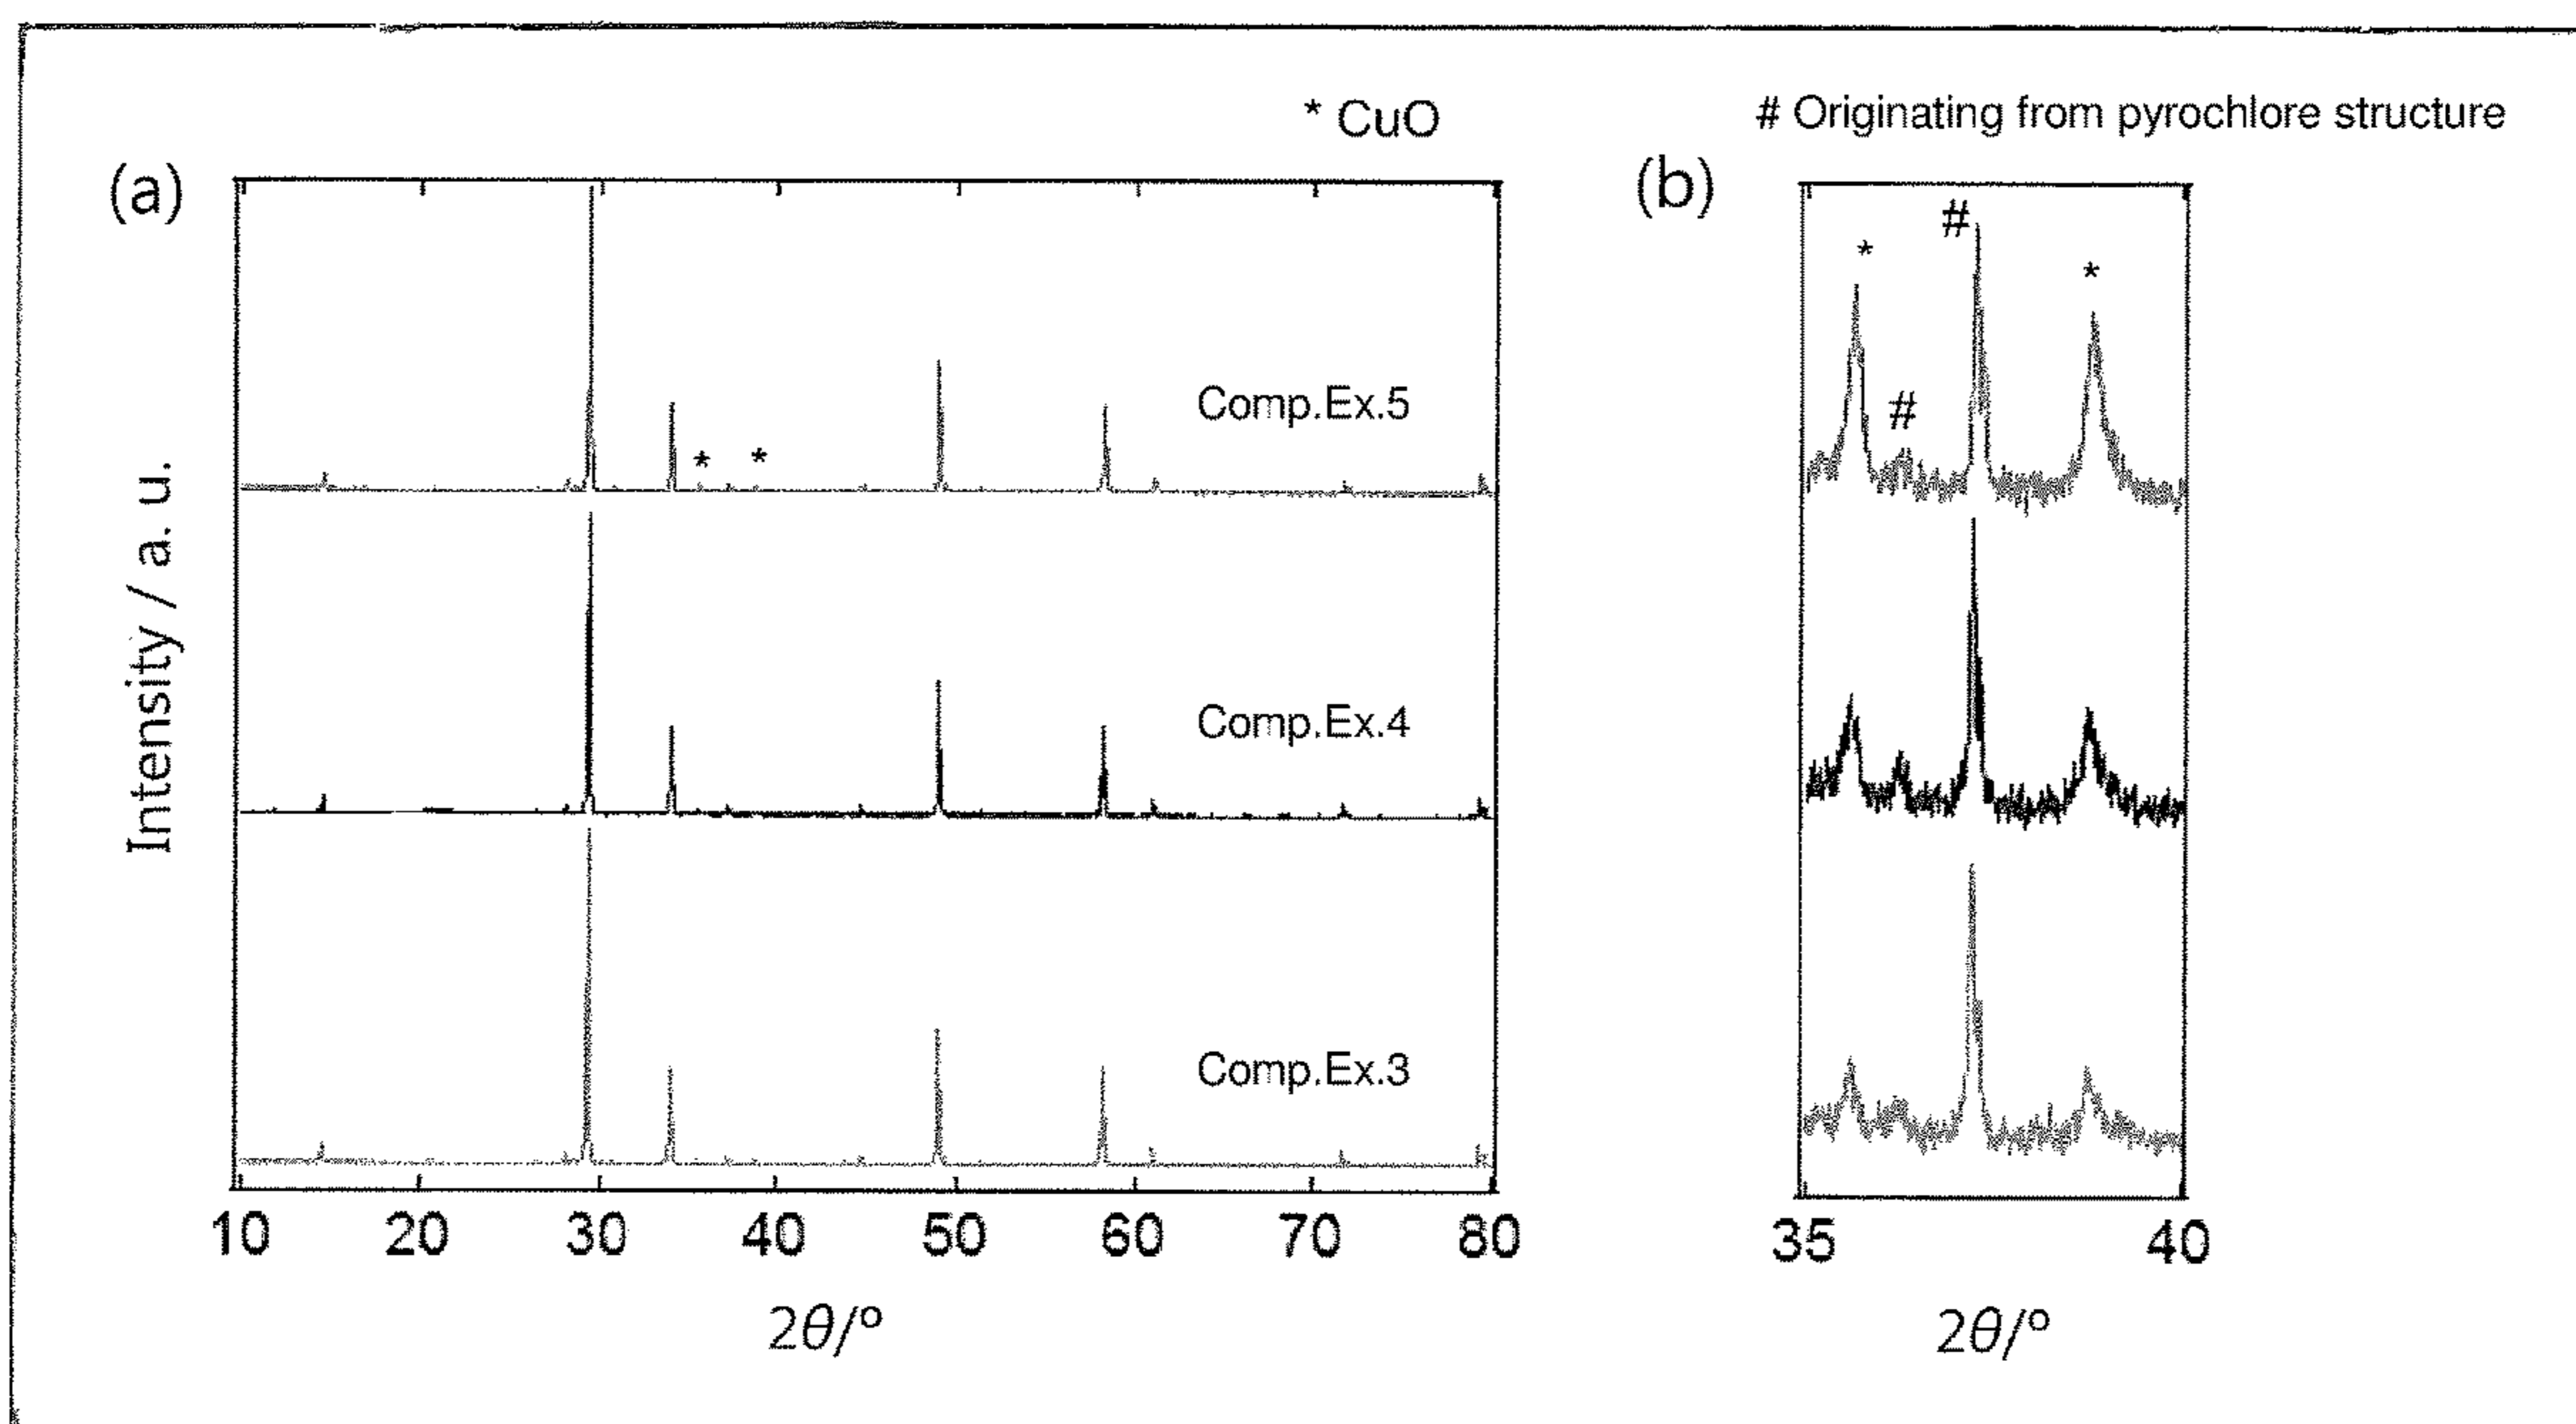 * CuO
# Originating from pyrochlore structure
(a)
(b)
Intensity / a. u.
Comp.Ex.5
* *
Comp.Ex.4
Comp.Ex.3
10 20 30 40 50 60 70 80
2θ/°
#
*
*
#
35 40
2θ/°